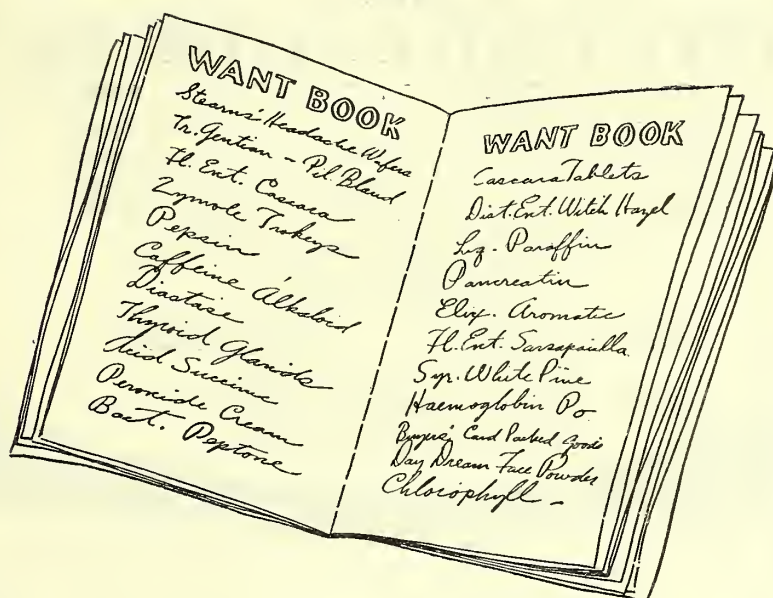 WANT BOOK
Stearns' Headache Wafers
Tr. Gentian - Pil. Blaud
Fl. Ext. Cascara
Zymole Trokeys
Pepsin
Caffeine Alkaloid
Diastase
Thyroid Glands
Acid Succinic
Peroxide Cream
Bact. Peptone
WANT BOOK
Cascara Tablets
Dist. Ext. Witch Hazel
Liq. Paraffin
Pancreatin
Elix. Aromatic
Fl. Ext. Sarsaparilla
Syr. White Pine
Haemoglobin Po
Buyers' Card Packed Goods
Day Dream Face Powder
Chlorophyll -